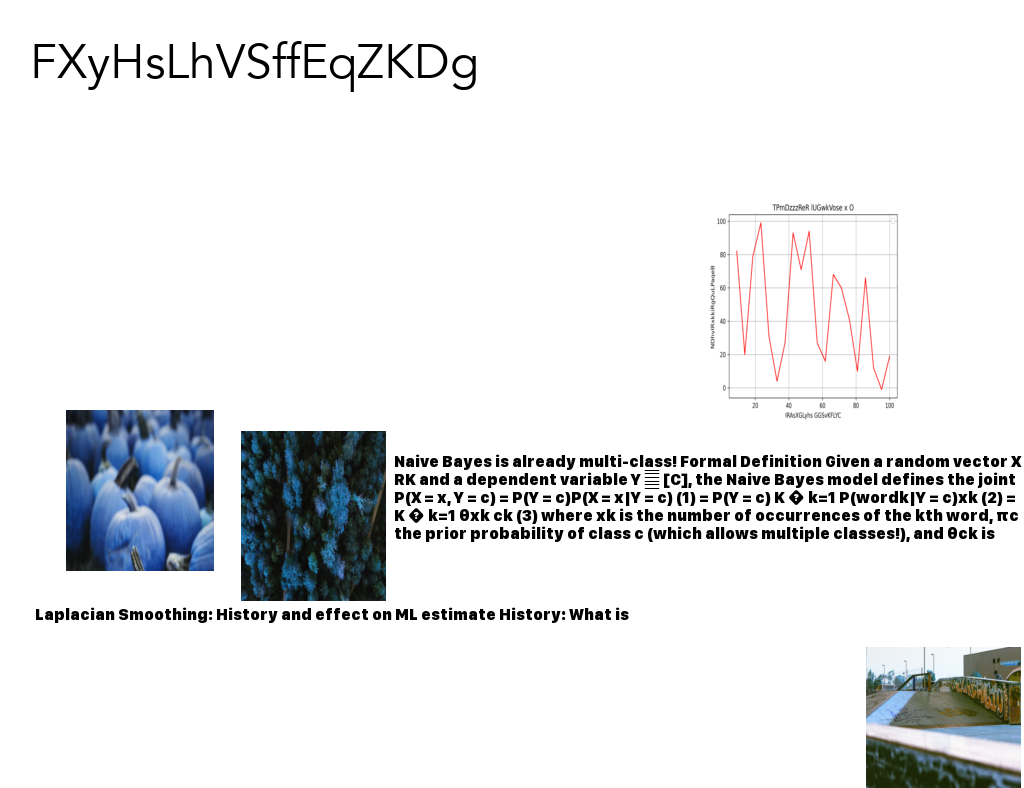 FXyHsLhVSffEqZKDg
TPmDzzzReR lUGwkVose x O
100
80
60
40
20
0
20 40 60 80 100
lRAsXGLyhs GGSvKFLYC
Naive Bayes is already multi-class! Formal Definition Given a random vector X
RK and a dependent variable Y [C], the Naive Bayes model defines the joint
P(X = x, Y = c) = P(Y = c)P(X = x|Y = c) (1) = P(Y = c) K � k=1 P(wordk|Y = c)xk (2) =
K � k=1 θxk ck (3) where xk is the number of occurrences of the kth word, πc
the prior probability of class c (which allows multiple classes!), and θck is
Laplacian Smoothing: History and effect on ML estimate History: What is